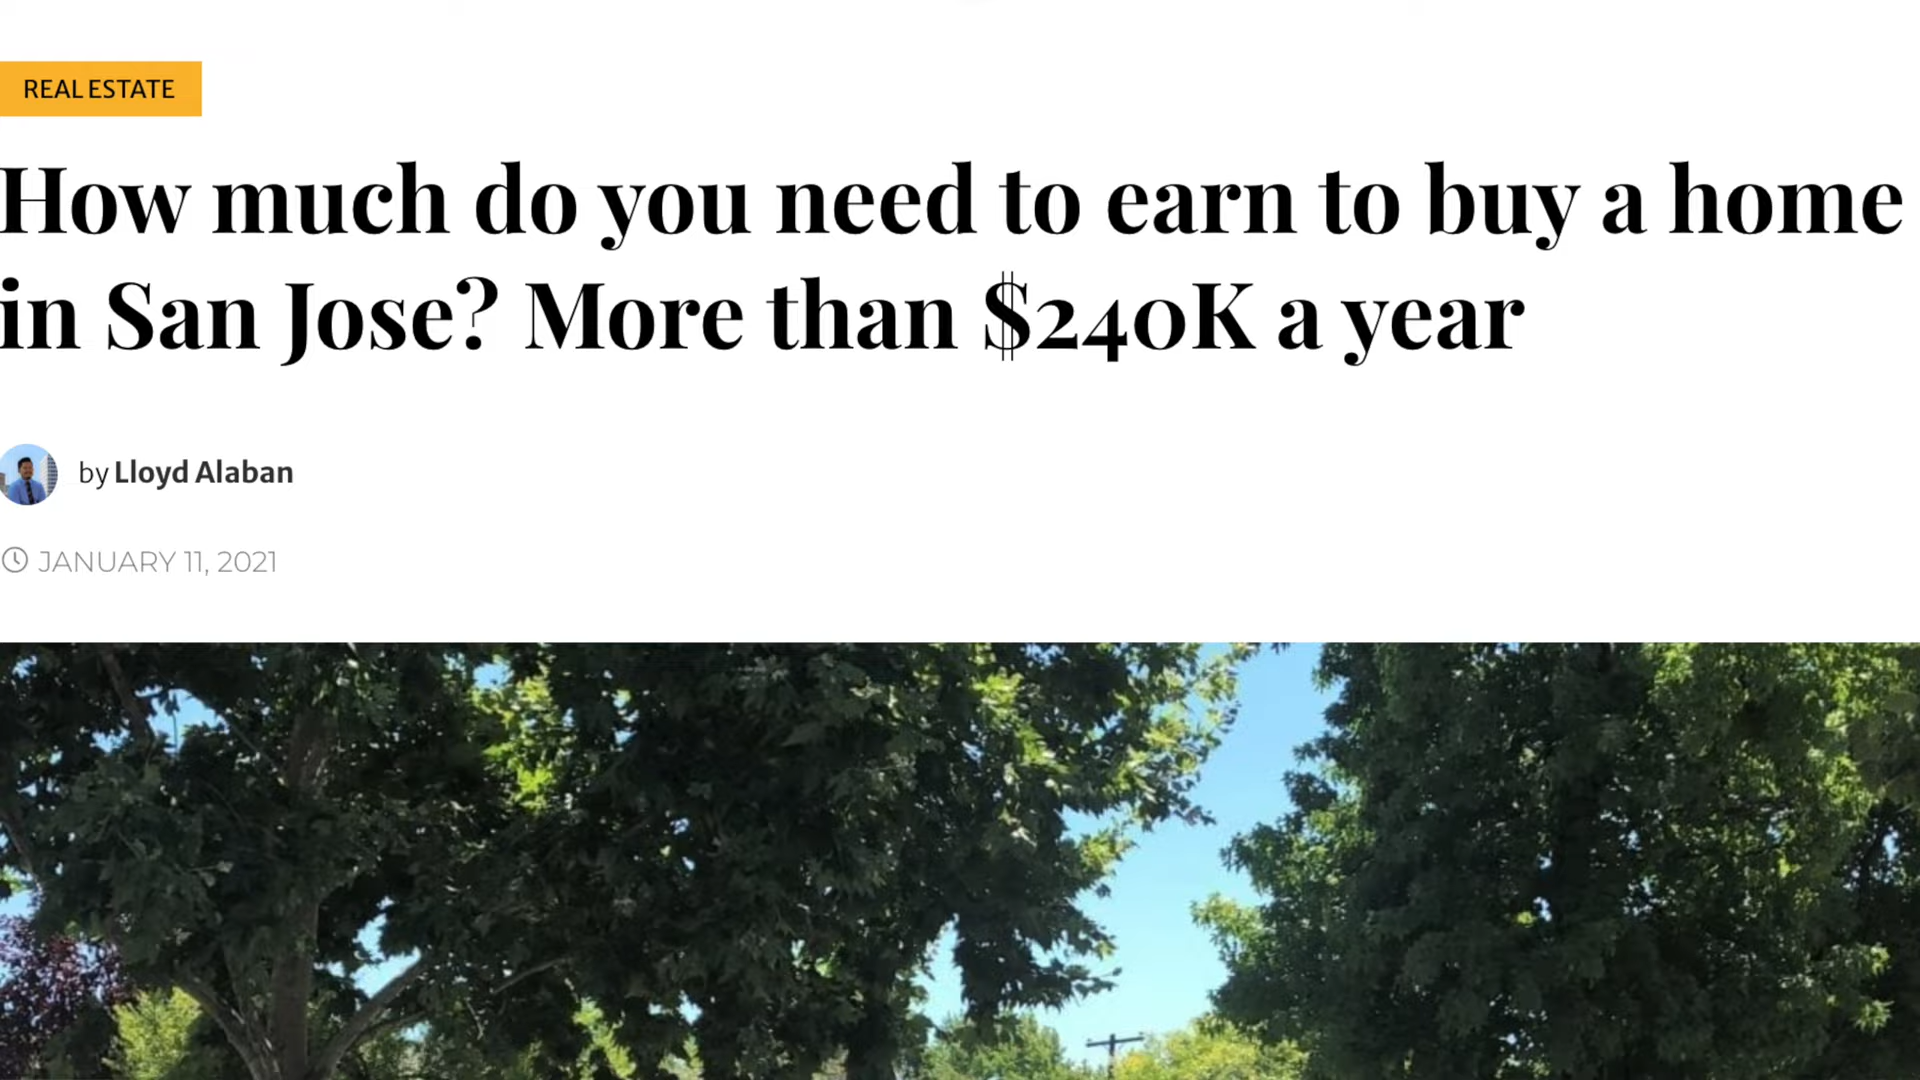 REAL ESTATE
How much do you need to earn to buy a home
in San Jose? More than $240K a year
by Lloyd Alaban
JANUARY 11, 2021